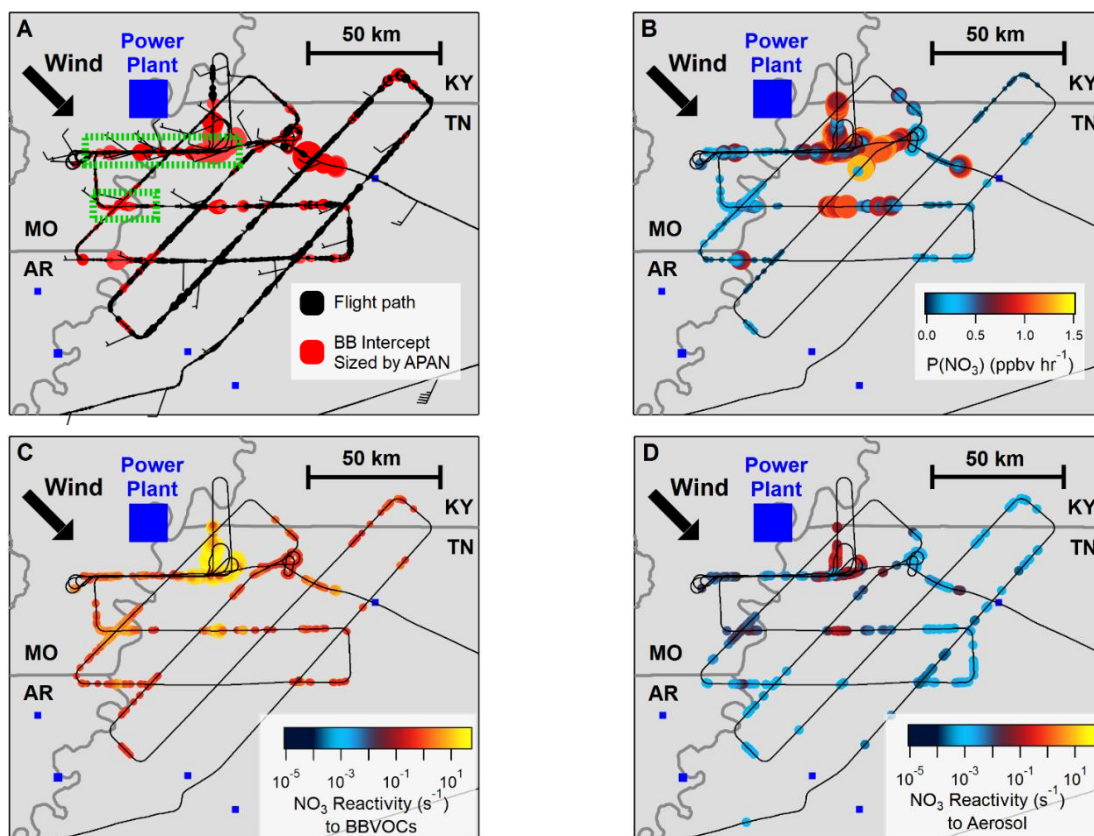 A
Power
Plant
Wind
50 km
KY
TN
MO
AR
Flight path
BB Intercept
Sized by APAN
B
Power
Plant
Wind
50 km
KY
TN
MO
AR
0.0 0.5 1.0 1.5
P(NO₃) (ppbv hr⁻¹)
C
Power
Plant
Wind
50 km
KY
TN
MO
AR
10⁻⁵ 10⁻³ 10⁻¹ 10¹
NO₃ Reactivity (s⁻¹)
to BBVOCs
D
Power
Plant
Wind
50 km
KY
TN
MO
AR
10⁻⁵ 10⁻³ 10⁻¹ 10¹
NO₃ Reactivity (s⁻¹)
to Aerosol